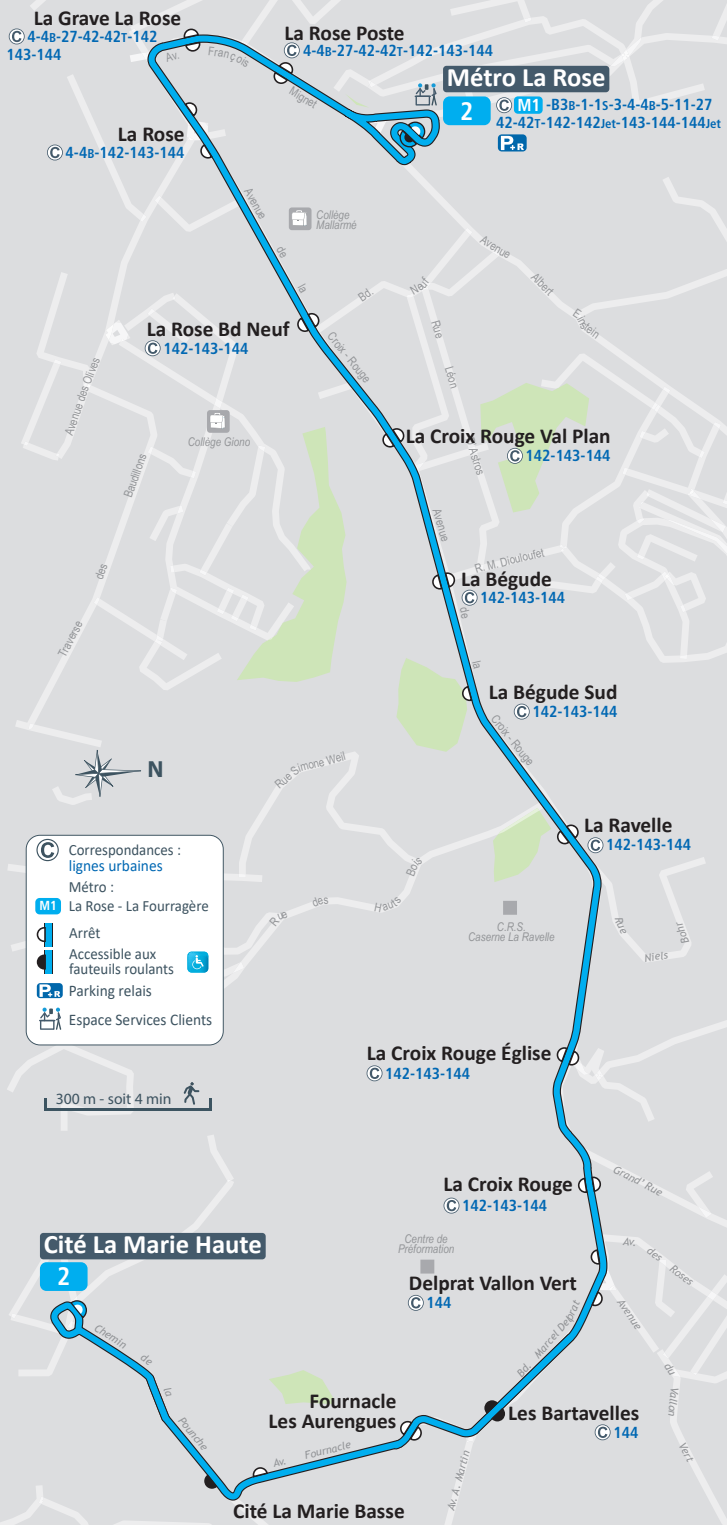 La Grave La Rose
C 4-4B-27-42-42T-142
143-144
La Rose Poste
C 4-4B-27-42-42T-142-143-144
Av. François Mignet
Métro La Rose
2
C M1 -B3B-1-1S-3-4-4B-5-11-27
42-42T-142-142Jet-143-144-144Jet
P+R
La Rose
C 4-4B-142-143-144
Collège
Mallarmé
Avenue de la Croix - Rouge
Avenue Albert Einstein
Bd. Neuf
Rue Léon Astros
La Rose Bd Neuf
C 142-143-144
Avenue des Olives
Collège Giono
La Croix Rouge Val Plan
C 142-143-144
Traverse des Baudillons
Avenue de la Croix - Rouge
R. M. Diouloufet
La Bégude
C 142-143-144
La Bégude Sud
C 142-143-144
N
Rue Simone Weil
La Ravelle
C 142-143-144
Rue des Hauts Bois
C.R.S.
Caserne La Ravelle
Rue Niels Bohr
C Correspondances :
lignes urbaines
Métro :
M1 La Rose - La Fourragère
Arrêt
Accessible aux
fauteuils roulants
P+R Parking relais
Espace Services Clients
300 m - soit 4 min
La Croix Rouge Église
C 142-143-144
Grand' Rue
La Croix Rouge
C 142-143-144
Av. des Roses
Centre de
Préformation
Cité La Marie Haute
2
Delprat Vallon Vert
C 144
Avenue du Vallon Vert
Bd. Marcel Delprat
Chemin de la Pounche
Fournacle
Les Aurengues
Les Bartavelles
C 144
Av. Fournacle
Av. A. Martin
Cité La Marie Basse